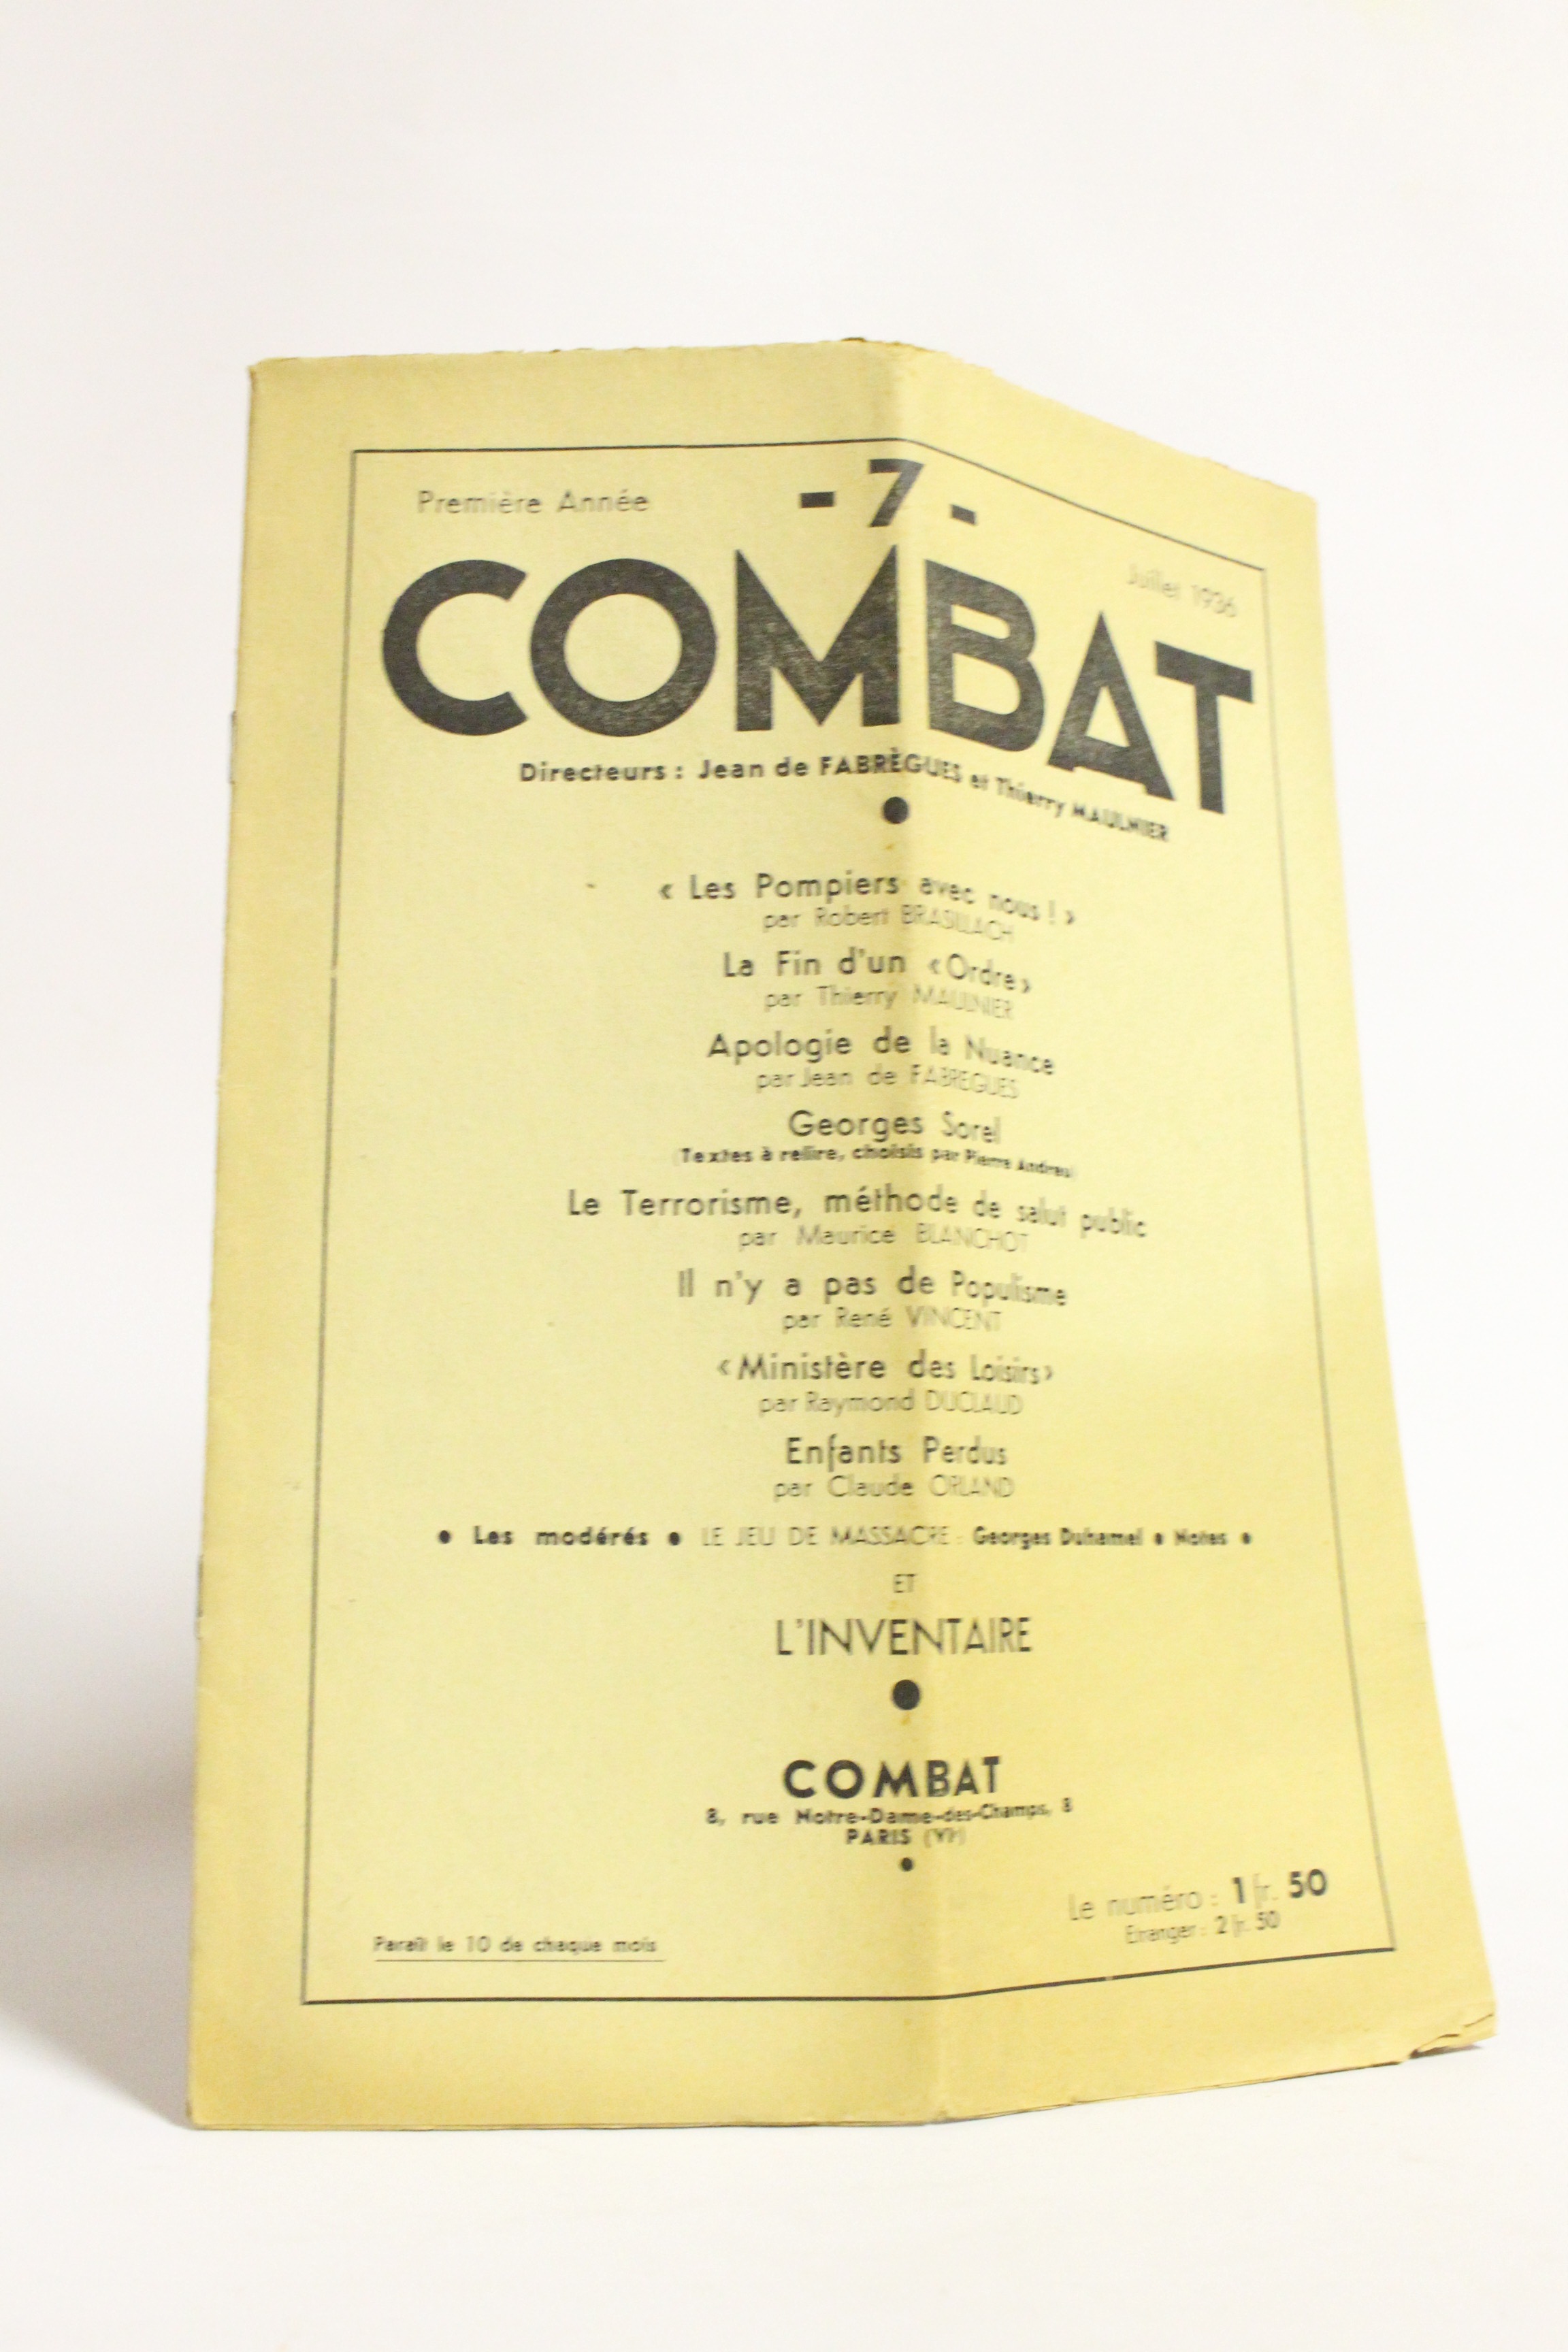 Première Année
- 7 -
Juillet 1936
COMBAT
Directeurs : Jean de FABRÈGUES et Thierry MAULNIER
« Les Pompiers avec nous ! »
par Robert BRASILLACH
La Fin d'un «Ordre»
par Thierry MAULNIER
Apologie de la Nuance
par Jean de FABREGUES
Georges Sorel
(Textes à relire, choisis par Pierre Andreu)
Le Terrorisme, méthode de salut public
par Maurice BLANCHOT
Il n'y a pas de Populisme
par René VINCENT
«Ministère des Loisirs»
par Raymond DUCLAUD
Enfants Perdus
par Claude ORLAND
• Les modérés • LE JEU DE MASSACRE - Georges Duhamel • Notes •
ET
L'INVENTAIRE
COMBAT
8, rue Notre-Dame-des-Champs, 8
PARIS (VIe)
Le numéro : 1 fr. 50
Etranger : 2 fr. 50
Paraît le 10 de chaque mois